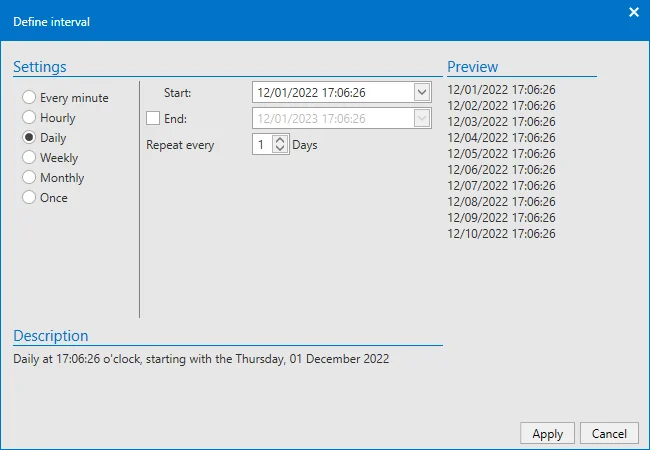 Define interval
Settings
Every minute
Hourly
Daily
Weekly
Monthly
Once
Start: 12/01/2022 17:06:26
End: 12/01/2023 17:06:26
Repeat every 1 Days
Preview
12/01/2022 17:06:26
12/02/2022 17:06:26
12/03/2022 17:06:26
12/04/2022 17:06:26
12/05/2022 17:06:26
12/06/2022 17:06:26
12/07/2022 17:06:26
12/08/2022 17:06:26
12/09/2022 17:06:26
12/10/2022 17:06:26
Description
Daily at 17:06:26 o'clock, starting with the Thursday, 01 December 2022
Apply Cancel